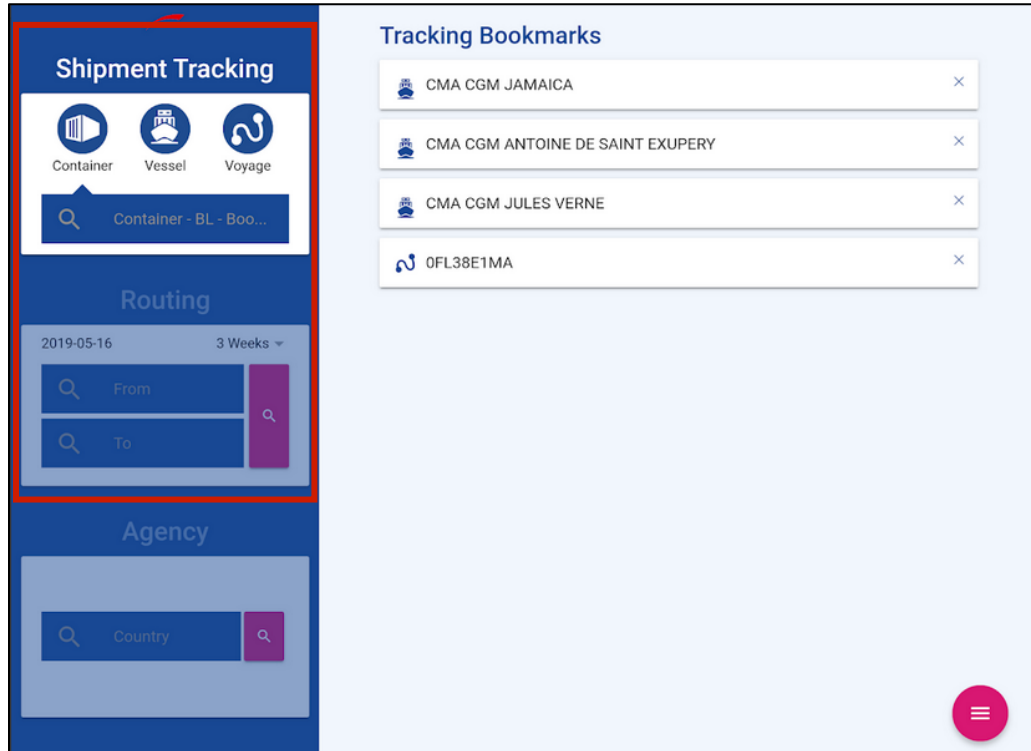 Shipment Tracking
Container Vessel Voyage
Container - BL - Boo...
Routing
2019-05-16 3 Weeks
From
To
Agency
Country
Tracking Bookmarks
CMA CGM JAMAICA
CMA CGM ANTOINE DE SAINT EXUPERY
CMA CGM JULES VERNE
0FL38E1MA